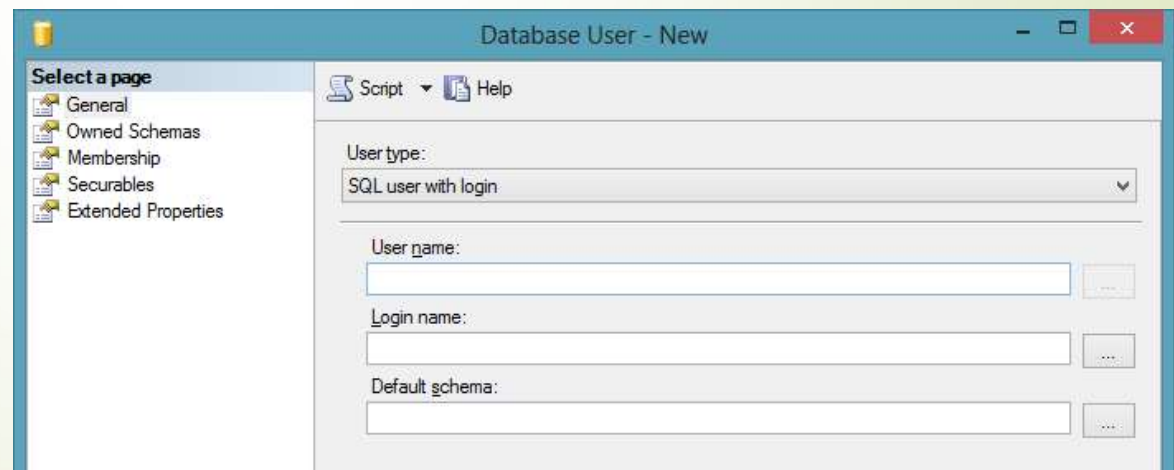 Database User - New
Select a page
General
Owned Schemas
Membership
Securables
Extended Properties
Script
Help
User type:
SQL user with login
User name:
...
Login name:
...
Default schema:
...